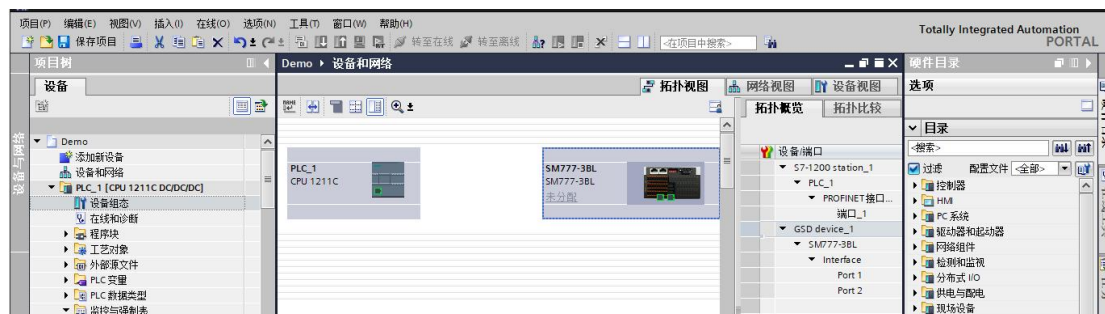 项目(P) 编辑(E) 视图(V) 插入(I) 在线(O) 选项(N) 工具(T) 窗口(W) 帮助(H)
Totally Integrated Automation
PORTAL
保存项目 转至在线 转至离线 <在项目中搜索>
项目树
Demo ▸ 设备和网络
硬件目录
设备
拓扑视图 网络视图 设备视图
选项
拓扑概览 拓扑比较
目录
<搜索>
过滤 配置文件 <全部>
设备与网络
Demo
添加新设备
设备和网络
PLC_1 [CPU 1211C DC/DC/DC]
设备组态
在线和诊断
程序块
工艺对象
外部源文件
PLC 变量
PLC 数据类型
监控与强制表
PLC_1
CPU 1211C
SM777-3BL
SM777-3BL
未分配
设备/端口
S7-1200 station_1
PLC_1
PROFINET接口...
端口_1
GSD device_1
SM777-3BL
Interface
Port 1
Port 2
控制器
HMI
PC 系统
驱动器和起动器
网络组件
检测和监视
分布式 I/O
供电与配电
现场设备